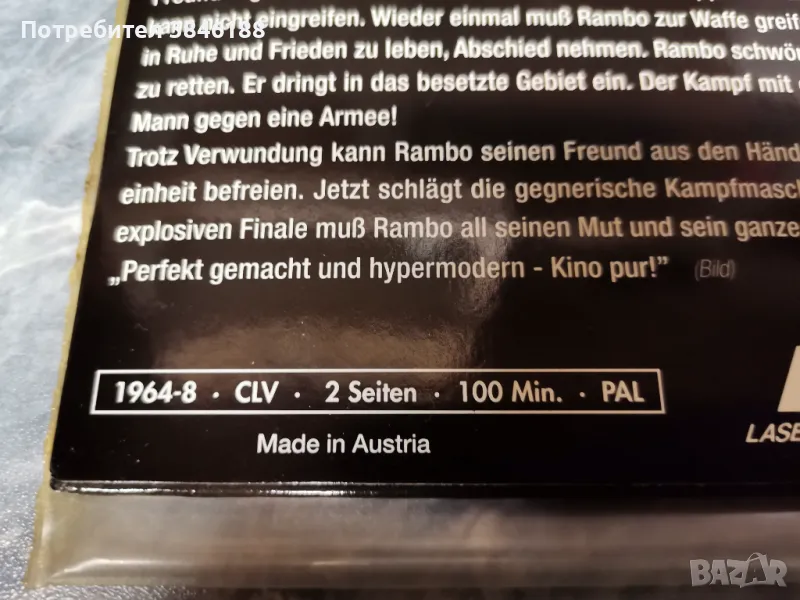 Потребител 5846188
kann nicht eingreifen. Wieder einmal muß Rambo zur Waffe greif
in Ruhe und Frieden zu leben, Abschied nehmen. Rambo schwör
zu retten. Er dringt in das besetzte Gebiet ein. Der Kampf mit
Mann gegen eine Armee!
Trotz Verwundung kann Rambo seinen Freund aus den Händ
einheit befreien. Jetzt schlägt die gegnerische Kampfmasch
explosiven Finale muß Rambo all seinen Mut und sein ganze
„Perfekt gemacht und hypermodern - Kino pur!” (Bild)
1964-8 · CLV · 2 Seiten · 100 Min. · PAL
Made in Austria
LASE
BAZAR